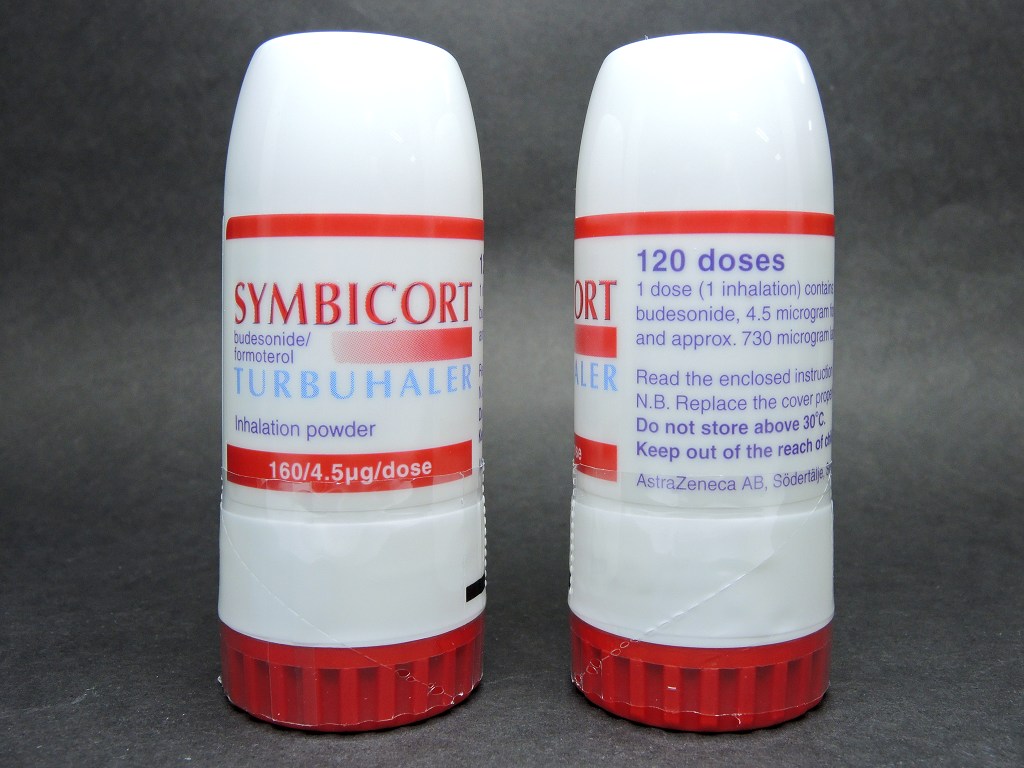 SYMBICORT
budesonide/
formoterol
TURBUHALER
Inhalation powder
160/4.5µg/dose
120 doses
1 dose (1 inhalation)
budesonide, 4.5 microgram
and approx. 730 microgram
Read the enclosed
N.B. Replace the cover
Do not store above 30°C.
Keep out of the reach of
AstraZeneca AB, Södertälje,